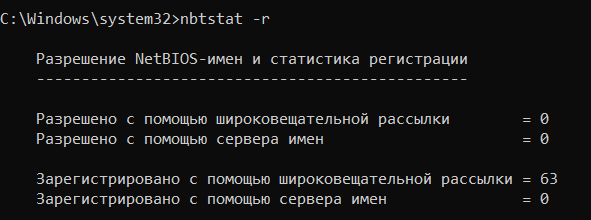 C:\Windows\system32>nbtstat -r
Разрешение NetBIOS-имен и статистика регистрации
------------------------------------------------
Разрешено с помощью широковещательной рассылки = 0
Разрешено с помощью сервера имен = 0
Зарегистрировано с помощью широковещательной рассылки = 63
Зарегистрировано с помощью сервера имен = 0